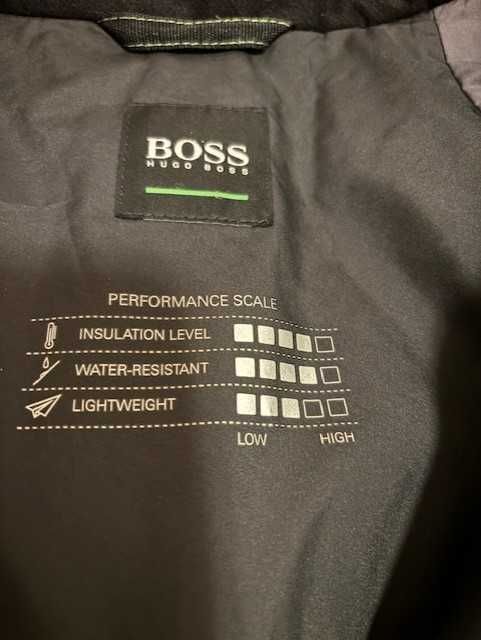 BOSS
HUGO BOSS
PERFORMANCE SCALE
INSULATION LEVEL
WATER-RESISTANT
LIGHTWEIGHT
LOW HIGH